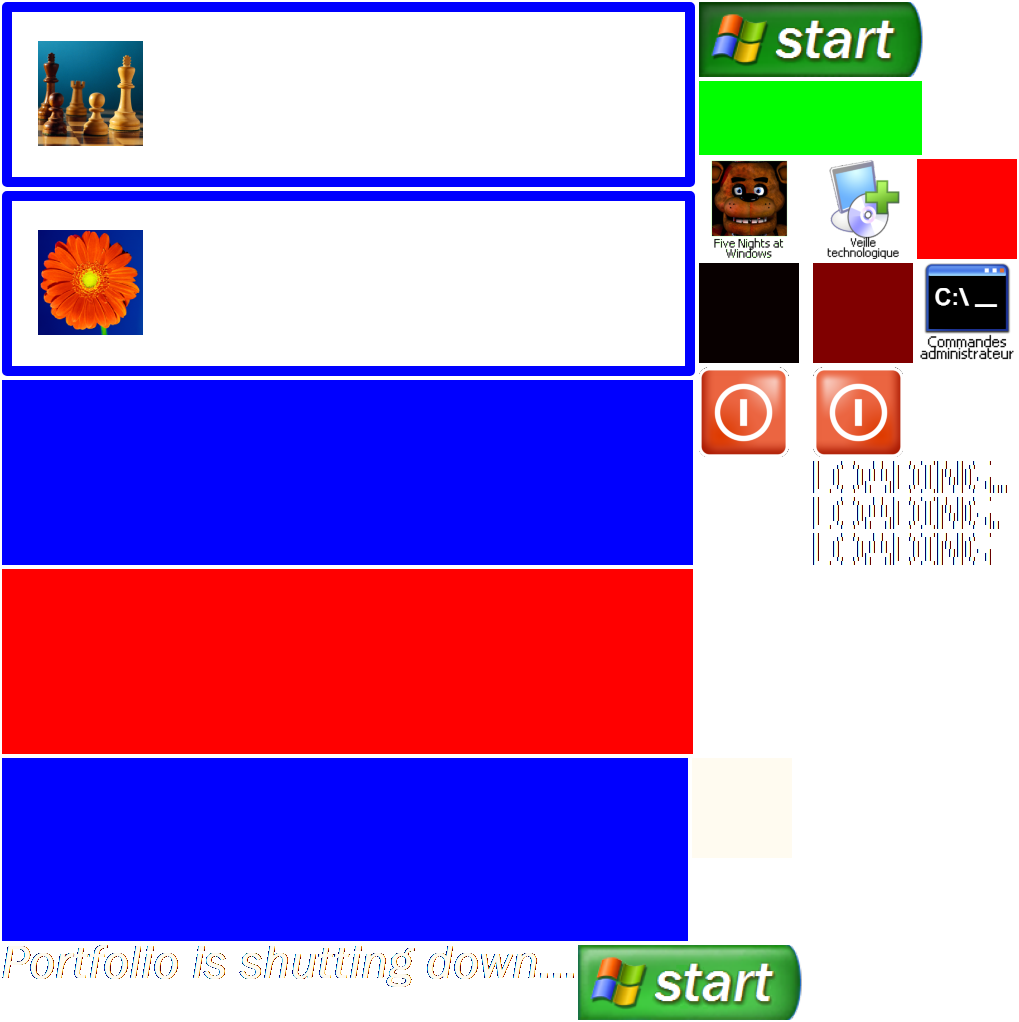 start
Five Nights at
Windows
Veille
technologique
C:\ _
Commandes
administrateur
Portfolio is shutting down...
start